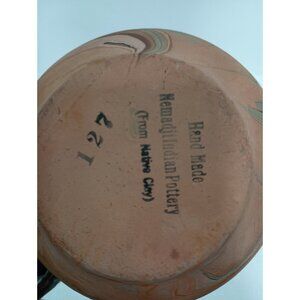 Hand Made
Nemadji Indian Pottery
(From Native Clay)
127